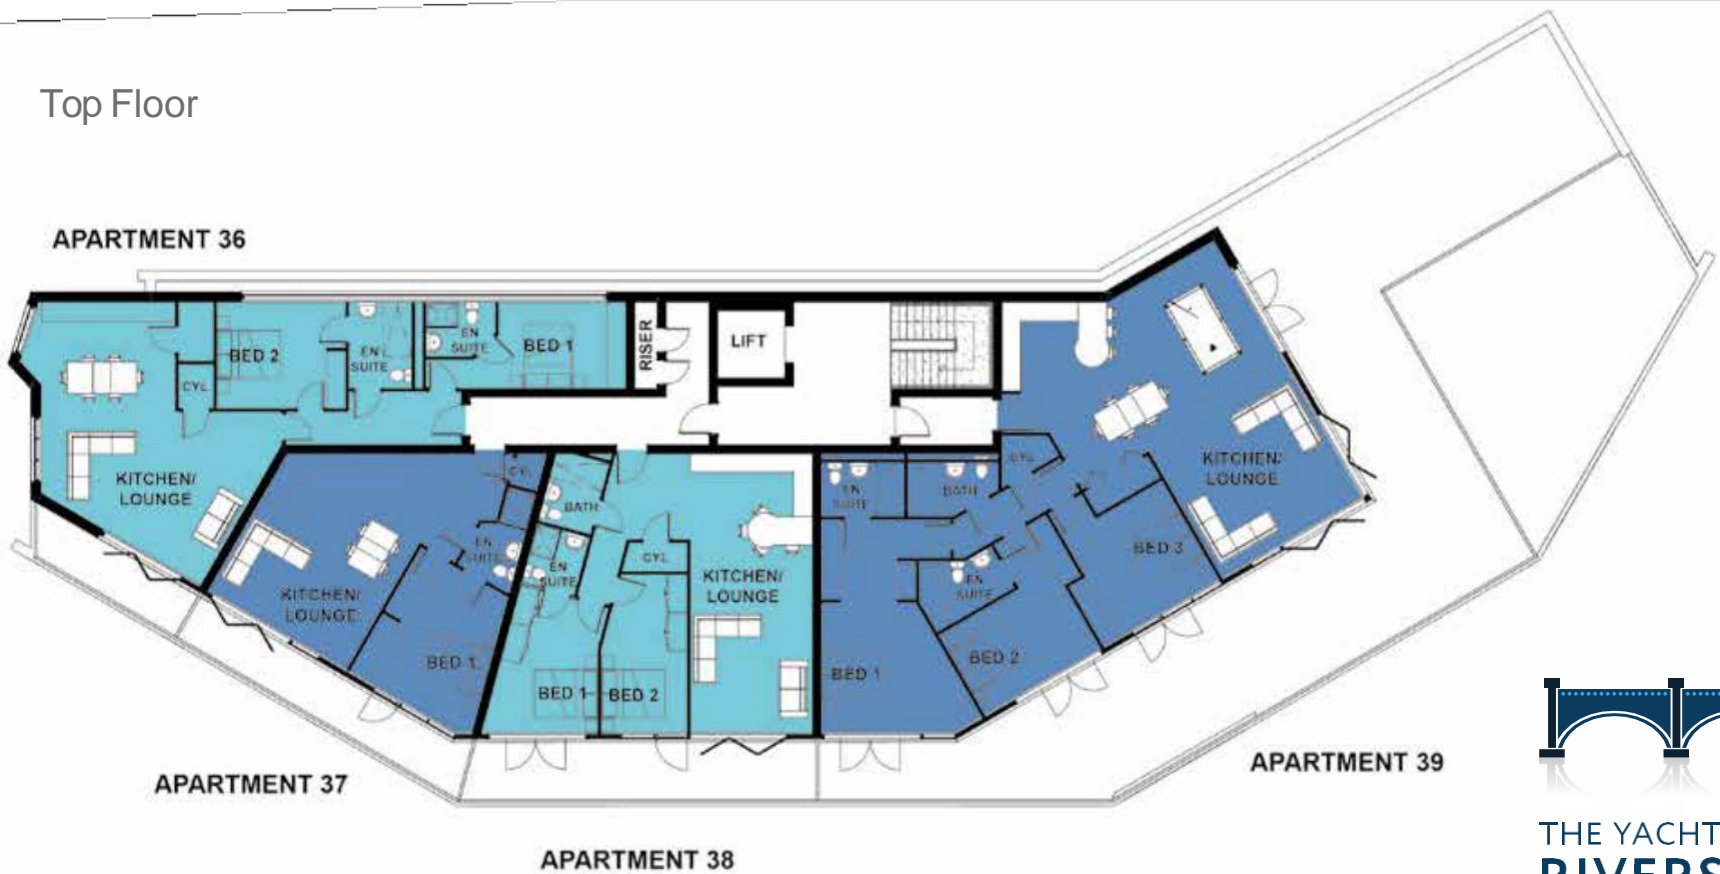 Top Floor
APARTMENT 36
BED 2
EN
SUITE
EN
SUITE
BED 1
RISER
LIFT
CYL
KITCHEN/
LOUNGE
CYL
EN
SUITE
KITCHEN/
LOUNGE
BED 1
BATH
EN
SUITE
CYL
KITCHEN/
LOUNGE
BED 1
BED 2
EN
SUITE
BATH
CYL
KITCHEN/
LOUNGE
BED 3
EN
SUITE
BED 2
BED 1
APARTMENT 37
APARTMENT 38
APARTMENT 39
THE YACHT